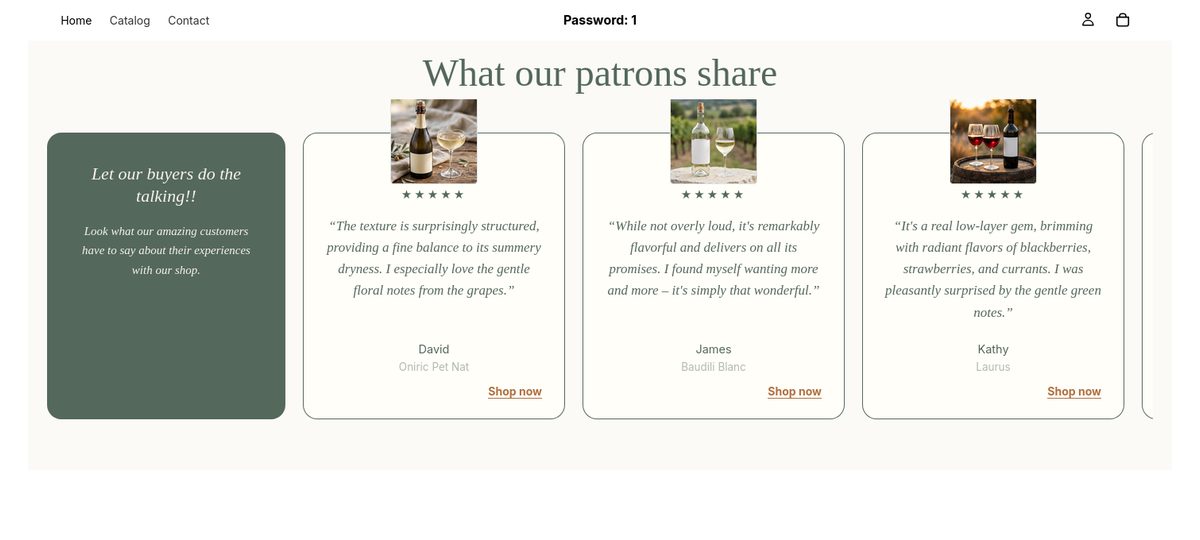 Home Catalog Contact Password: 1
What our patrons share
Let our buyers do the
talking!!
Look what our amazing customers
have to say about their experiences
with our shop.
★★★★★
“The texture is surprisingly structured,
providing a fine balance to its summery
dryness. I especially love the gentle
floral notes from the grapes.”
David
Oniric Pet Nat
Shop now
★★★★★
“While not overly loud, it's remarkably
flavorful and delivers on all its
promises. I found myself wanting more
and more – it's simply that wonderful.”
James
Baudili Blanc
Shop now
★★★★★
“It's a real low-layer gem, brimming
with radiant flavors of blackberries,
strawberries, and currants. I was
pleasantly surprised by the gentle green
notes.”
Kathy
Laurus
Shop now